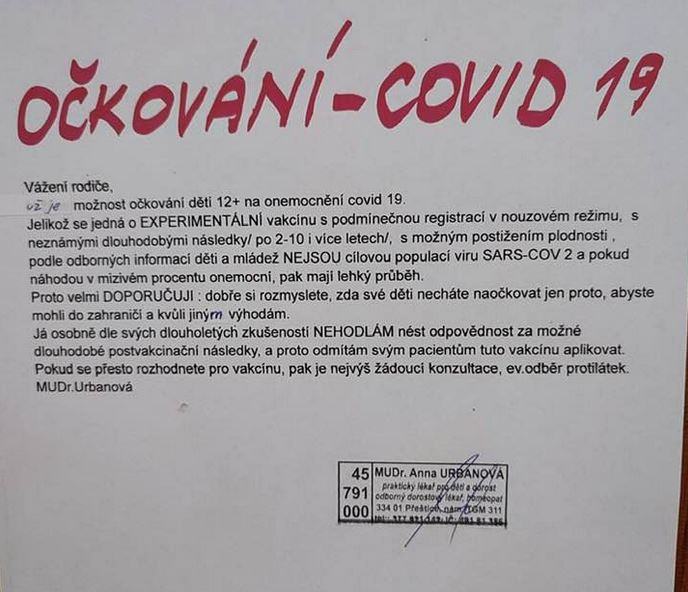 OČKOVÁNÍ-COVID 19
Vážení rodiče,
už je možnost očkování dětí 12+ na onemocnění covid 19.
Jelikož se jedná o EXPERIMENTÁLNÍ vakcínu s podmínečnou registrací v nouzovém režimu, s
neznámými dlouhodobými následky/ po 2-10 i více letech/, s možným postižením plodnosti ,
podle odborných informací děti a mládež NEJSOU cílovou populací viru SARS-COV 2 a pokud
náhodou v mizivém procentu onemocní, pak mají lehký průběh.
Proto velmi DOPORUČUJI : dobře si rozmyslete, zda své děti necháte naočkovat jen proto, abyste
mohli do zahraničí a kvůli jiným výhodám.
Já osobně dle svých dlouholetých zkušeností NEHODLÁM nést odpovědnost za možné
dlouhodobé postvakcinační následky, a proto odmítám svým pacientům tuto vakcínu aplikovat.
Pokud se přesto rozhodnete pro vakcínu, pak je nejvýš žádoucí konzultace, ev.odběr protilátek.
MUDr.Urbanová
45
791
000
MUDr. Anna URBANOVÁ
praktický lékař pro děti a dorost
odborný dorostový lékař, homeopat
334 01 Přeštice, nám. TGM 311